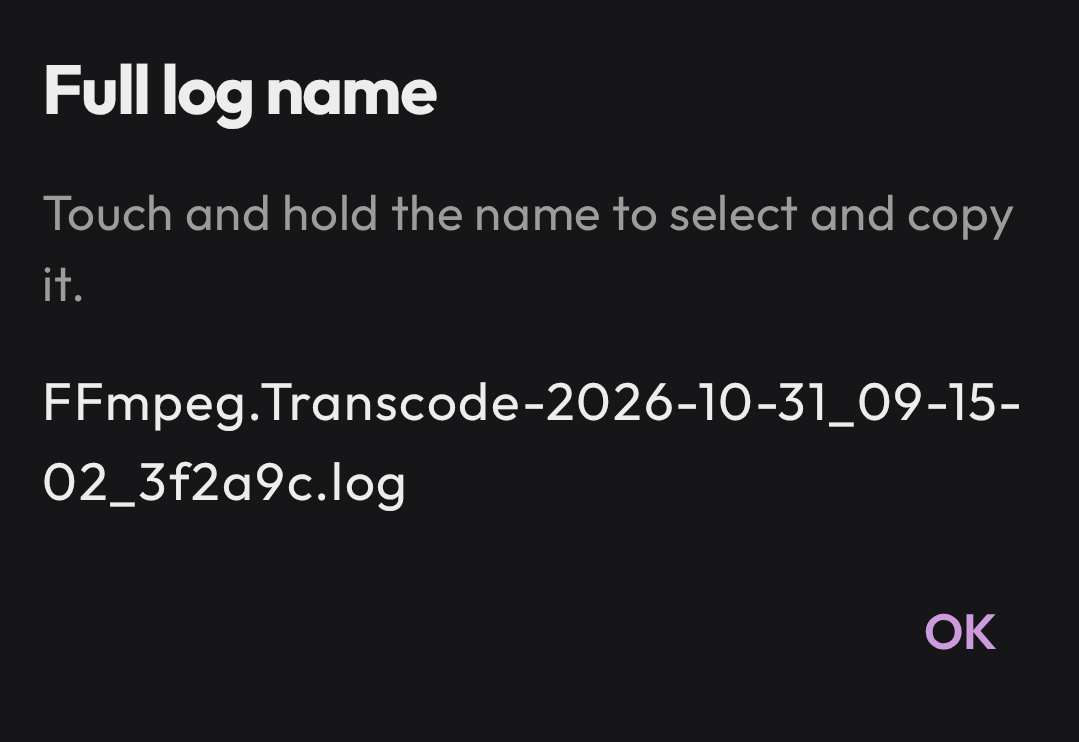 Full log name
Touch and hold the name to select and copy
it.
FFmpeg.Transcode-2026-10-31_09-15-
02_3f2a9c.log
OK